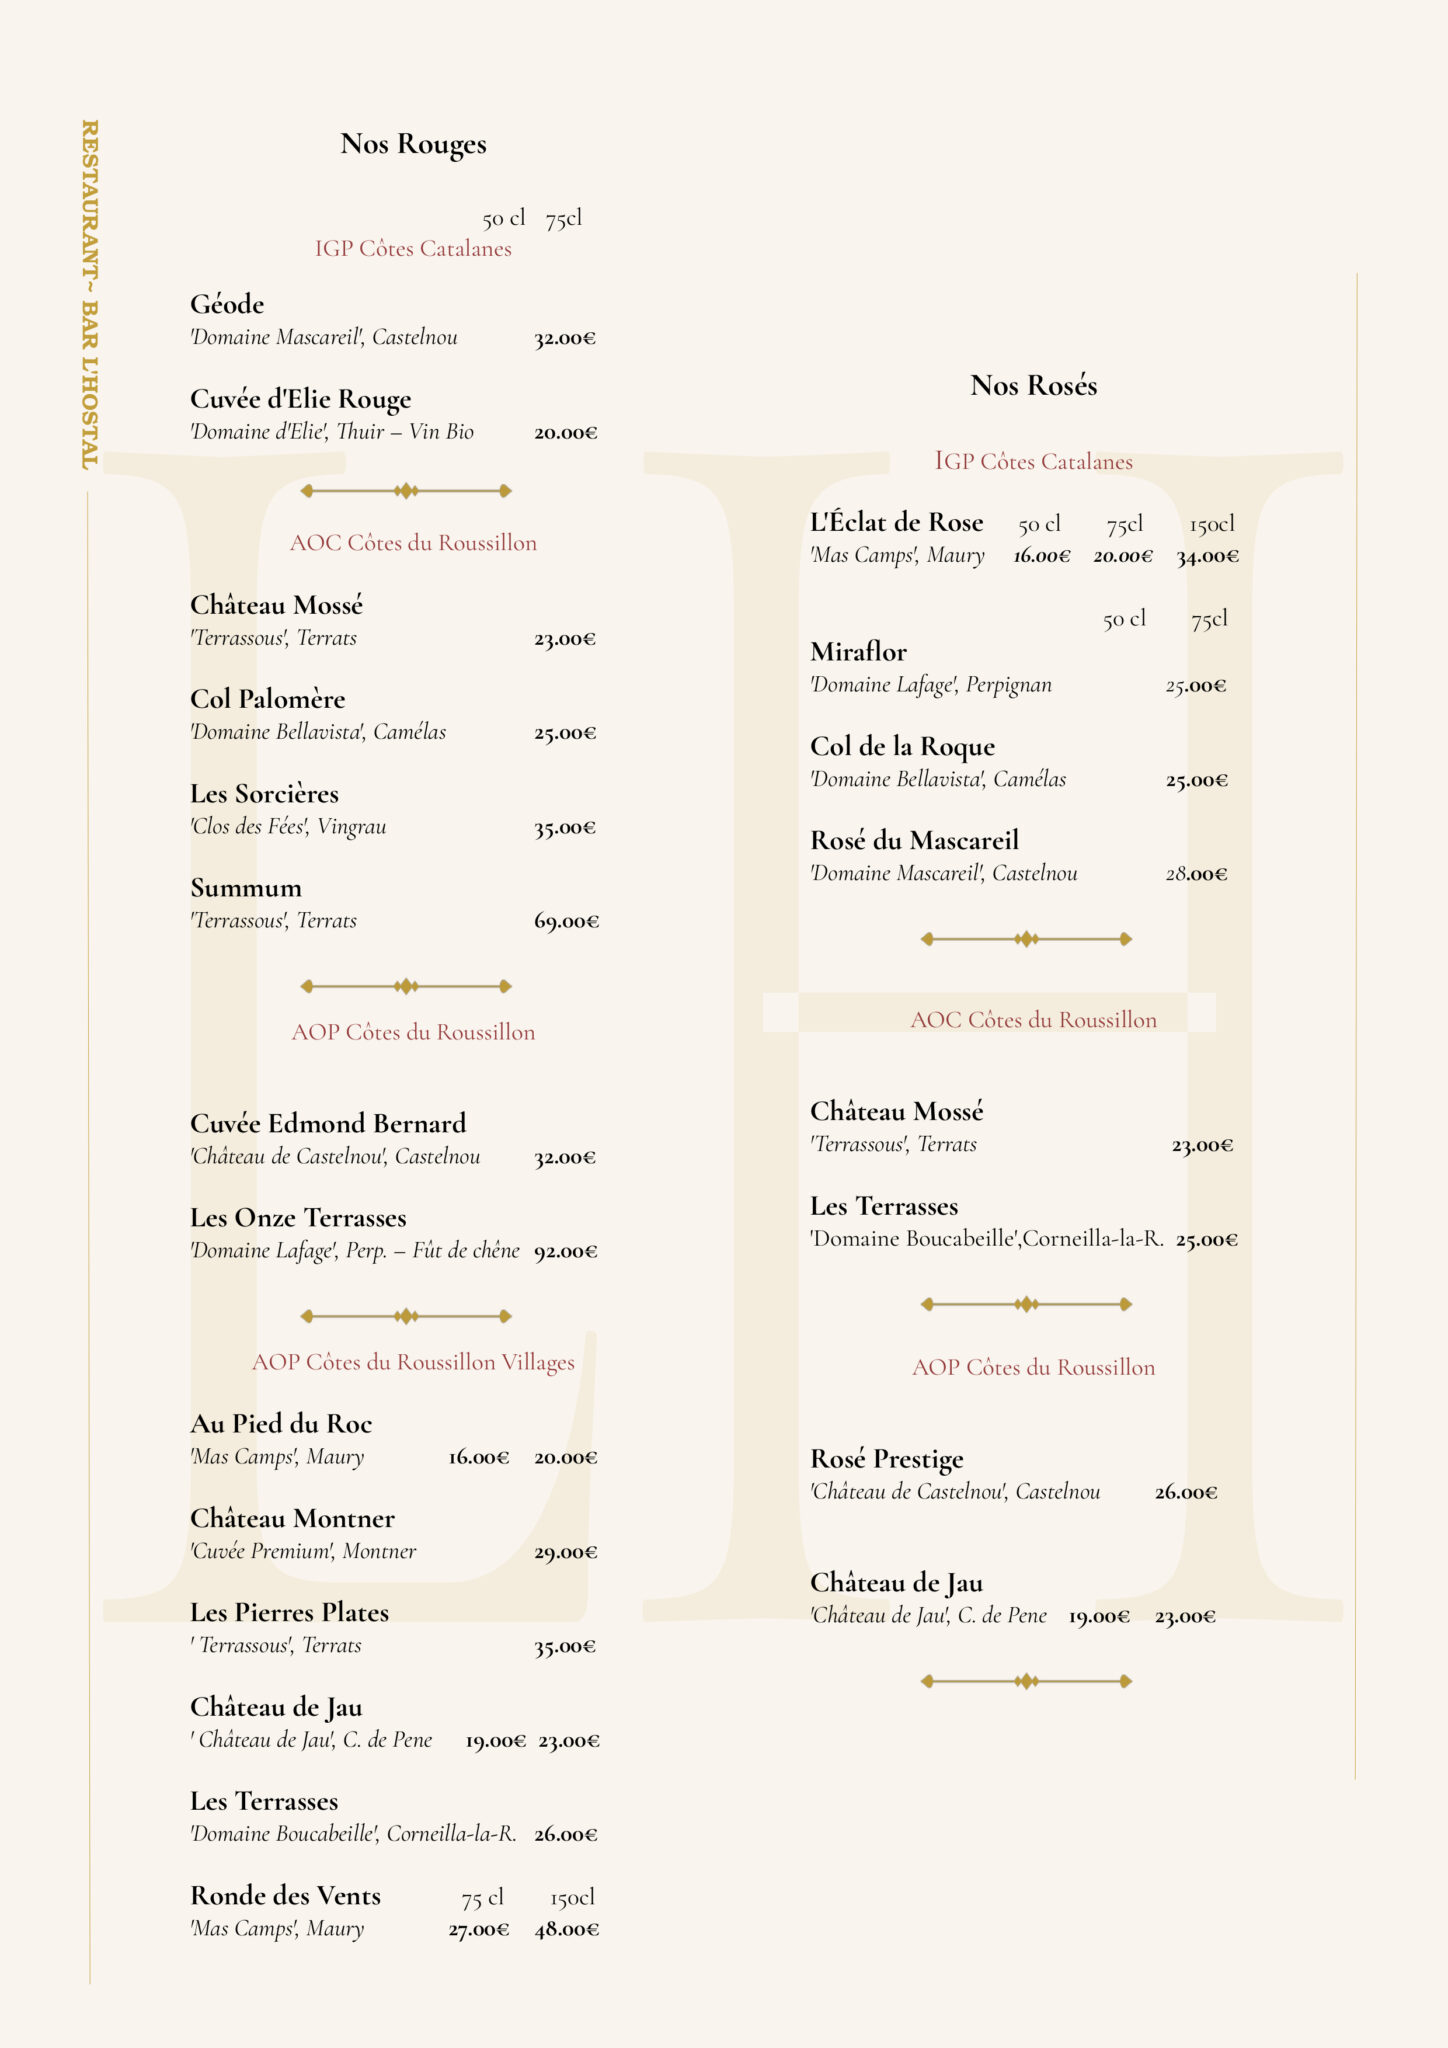 RESTAURANT~ BAR L'HOSTAL
Nos Rouges
50 cl 75cl
IGP Côtes Catalanes
Géode
'Domaine Mascareil', Castelnou 32.00€
Cuvée d'Elie Rouge
'Domaine d'Elie', Thuir – Vin Bio 20.00€
AOC Côtes du Roussillon
Château Mossé
'Terrassous', Terrats 23.00€
Col Palomère
'Domaine Bellavista', Camélas 25.00€
Les Sorcières
'Clos des Fées', Vingrau 35.00€
Summum
'Terrassous', Terrats 69.00€
AOP Côtes du Roussillon
Cuvée Edmond Bernard
'Château de Castelnou', Castelnou 32.00€
Les Onze Terrasses
'Domaine Lafage', Perp. – Fût de chêne 92.00€
AOP Côtes du Roussillon Villages
Au Pied du Roc
'Mas Camps', Maury 16.00€ 20.00€
Château Montner
'Cuvée Premium', Montner 29.00€
Les Pierres Plates
' Terrassous', Terrats 35.00€
Château de Jau
' Château de Jau', C. de Pene 19.00€ 23.00€
Les Terrasses
'Domaine Boucabeille', Corneilla-la-R. 26.00€
Ronde des Vents 75 cl 150cl
'Mas Camps', Maury 27.00€ 48.00€
Nos Rosés
IGP Côtes Catalanes
L'Éclat de Rose 50 cl 75cl 150cl
'Mas Camps', Maury 16.00€ 20.00€ 34.00€
50 cl 75cl
Miraflor
'Domaine Lafage', Perpignan 25.00€
Col de la Roque
'Domaine Bellavista', Camélas 25.00€
Rosé du Mascareil
'Domaine Mascareil', Castelnou 28.00€
AOC Côtes du Roussillon
Château Mossé
'Terrassous', Terrats 23.00€
Les Terrasses
'Domaine Boucabeille',Corneilla-la-R. 25.00€
AOP Côtes du Roussillon
Rosé Prestige
'Château de Castelnou', Castelnou 26.00€
Château de Jau
'Château de Jau', C. de Pene 19.00€ 23.00€
LH